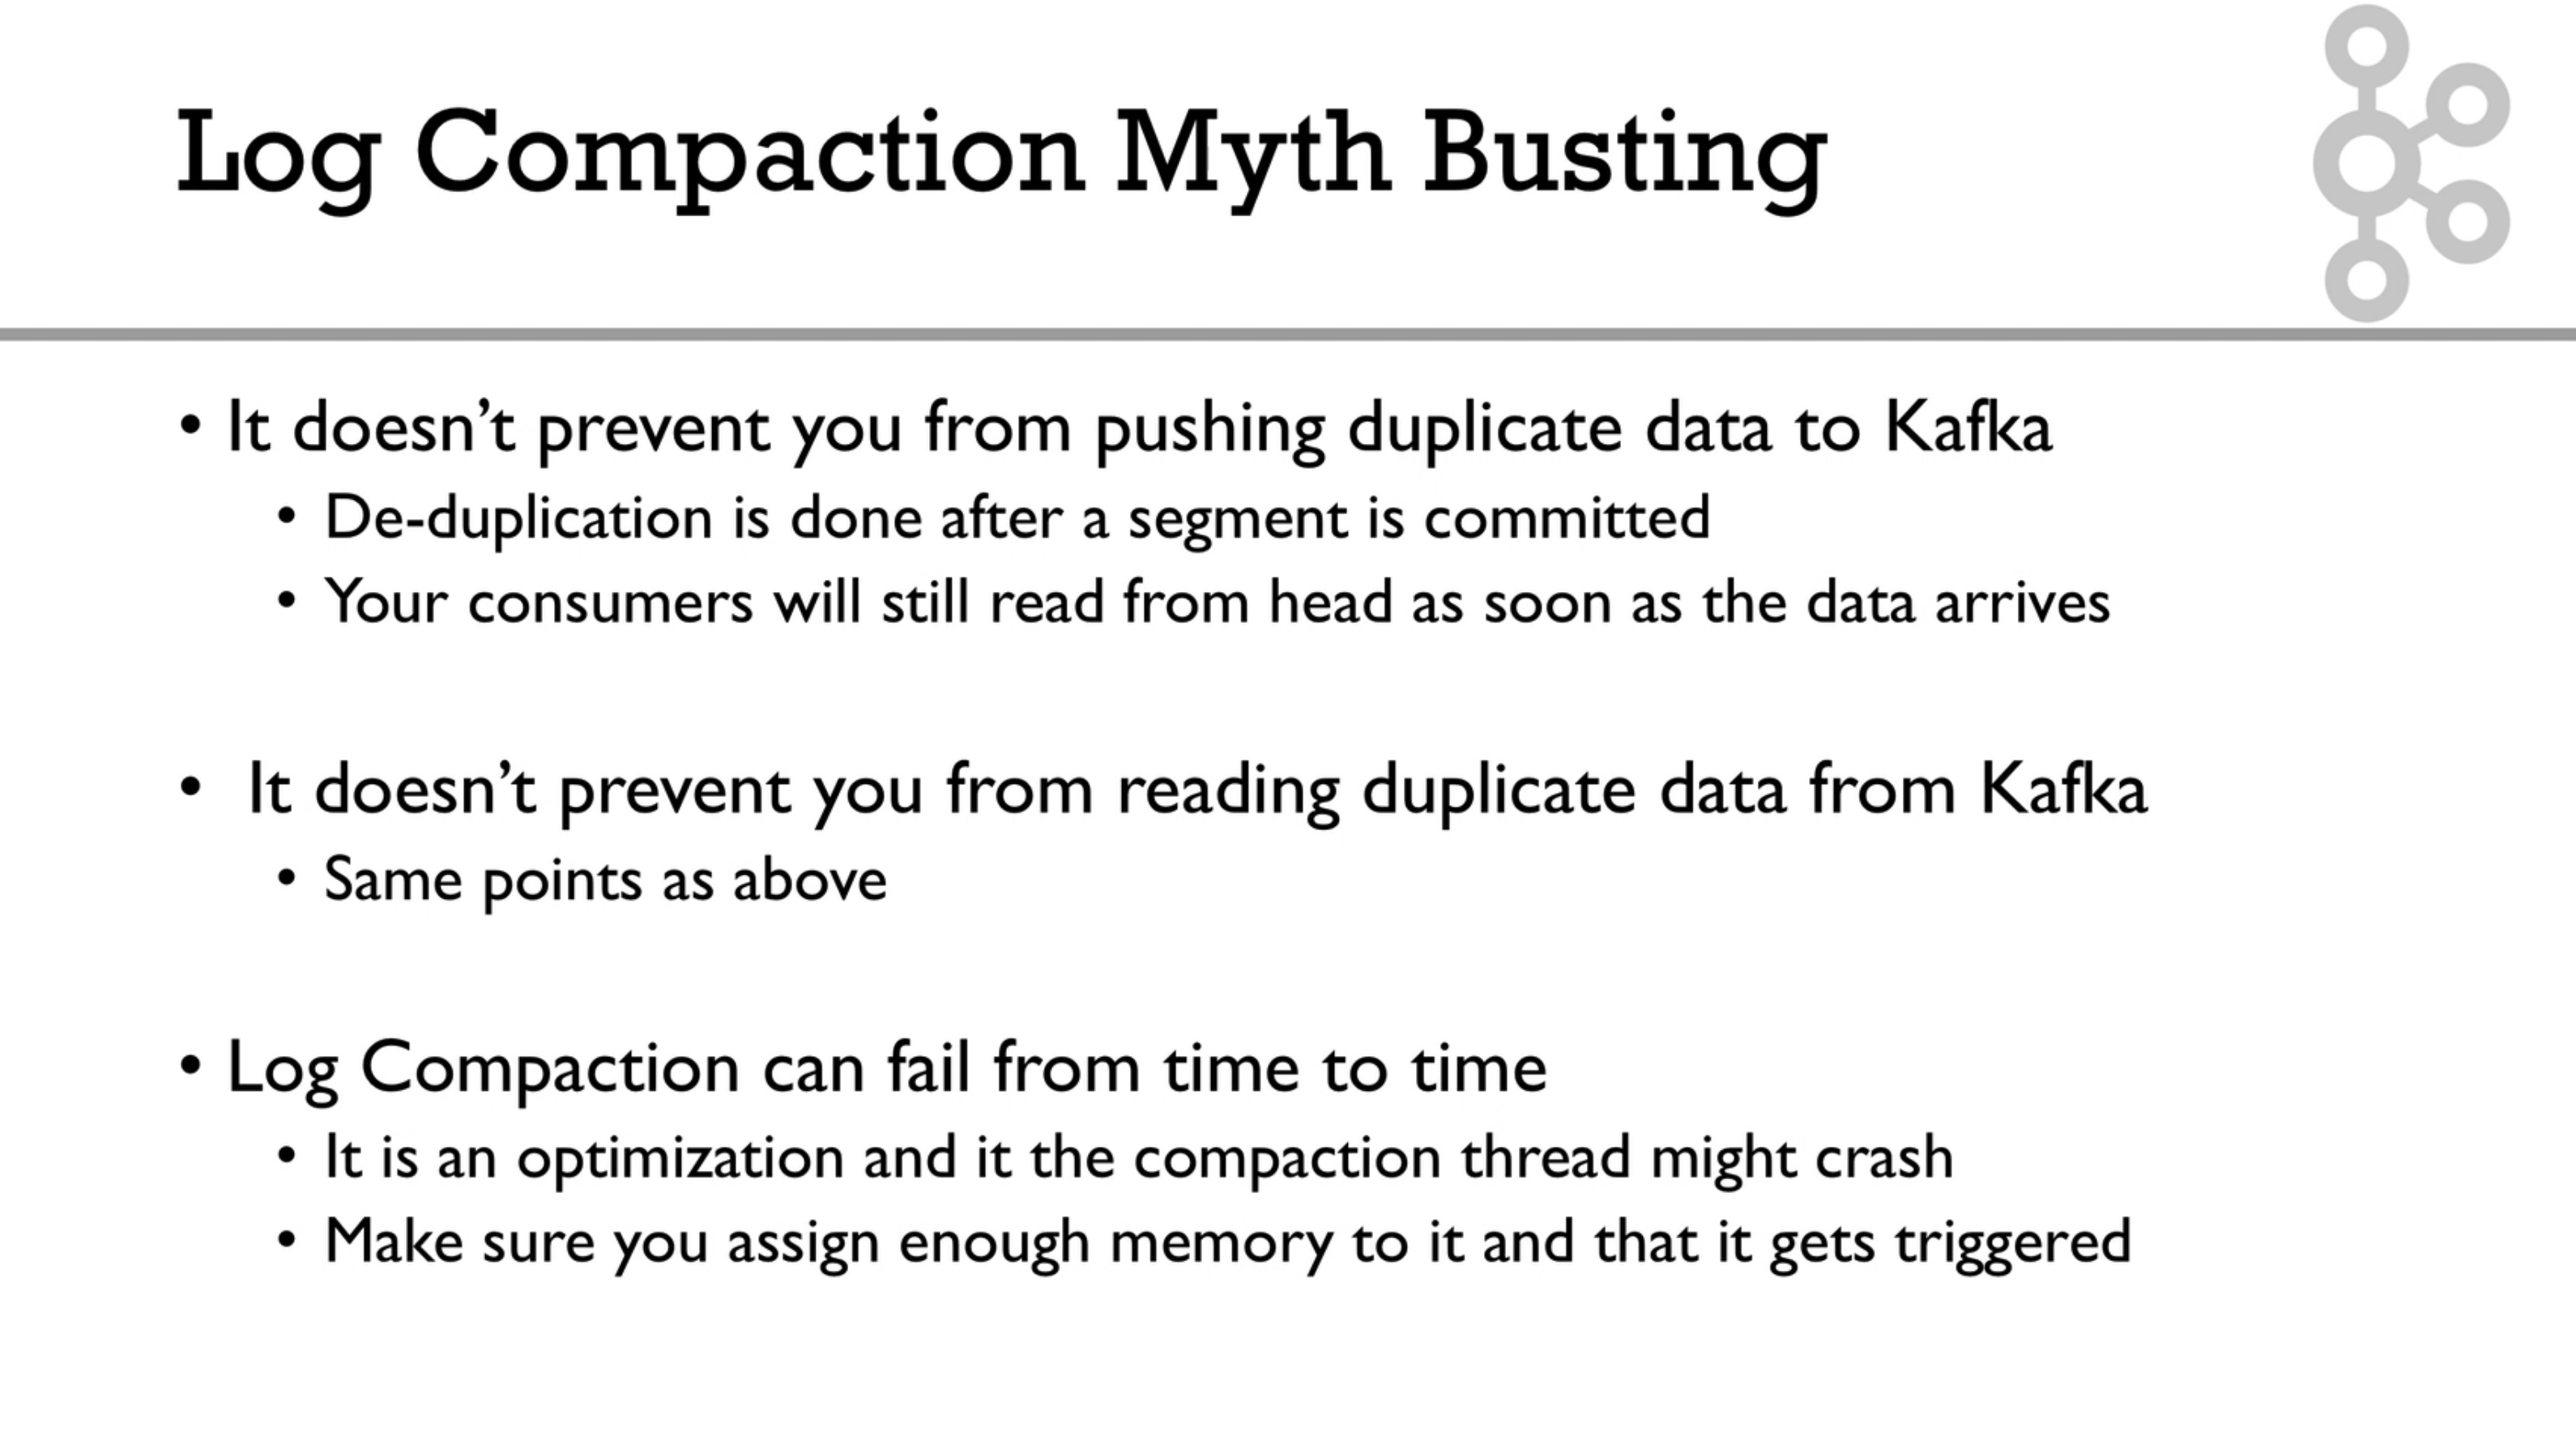 Log Compaction Myth Busting
• It doesn’t prevent you from pushing duplicate data to Kafka
• De-duplication is done after a segment is committed
• Your consumers will still read from head as soon as the data arrives
• It doesn’t prevent you from reading duplicate data from Kafka
• Same points as above
• Log Compaction can fail from time to time
• It is an optimization and it the compaction thread might crash
• Make sure you assign enough memory to it and that it gets triggered